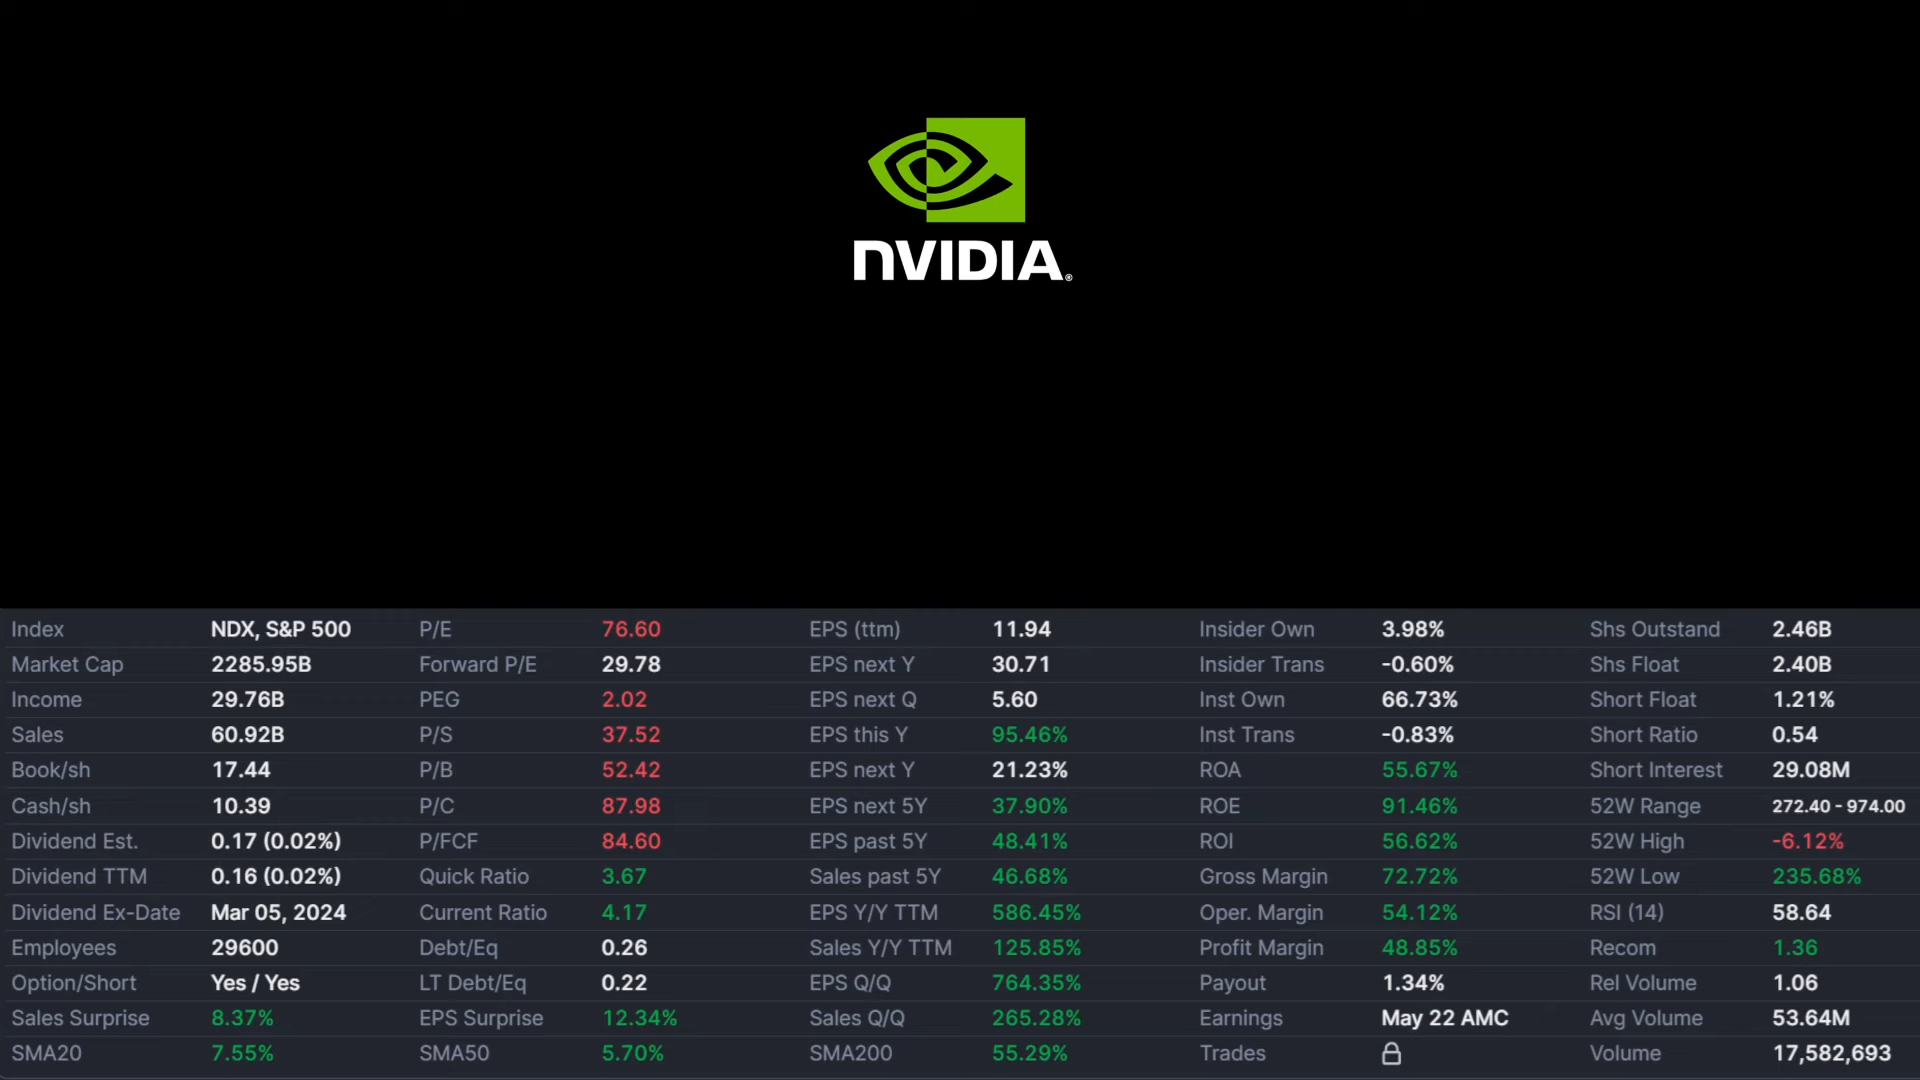 NVIDIA®
Index NDX, S&P 500 P/E 76.60 EPS (ttm) 11.94 Insider Own 3.98% Shs Outstand 2.46B
Market Cap 2285.95B Forward P/E 29.78 EPS next Y 30.71 Insider Trans -0.60% Shs Float 2.40B
Income 29.76B PEG 2.02 EPS next Q 5.60 Inst Own 66.73% Short Float 1.21%
Sales 60.92B P/S 37.52 EPS this Y 95.46% Inst Trans -0.83% Short Ratio 0.54
Book/sh 17.44 P/B 52.42 EPS next Y 21.23% ROA 55.67% Short Interest 29.08M
Cash/sh 10.39 P/C 87.98 EPS next 5Y 37.90% ROE 91.46% 52W Range 272.40 - 974.00
Dividend Est. 0.17 (0.02%) P/FCF 84.60 EPS past 5Y 48.41% ROI 56.62% 52W High -6.12%
Dividend TTM 0.16 (0.02%) Quick Ratio 3.67 Sales past 5Y 46.68% Gross Margin 72.72% 52W Low 235.68%
Dividend Ex-Date Mar 05, 2024 Current Ratio 4.17 EPS Y/Y TTM 586.45% Oper. Margin 54.12% RSI (14) 58.64
Employees 29600 Debt/Eq 0.26 Sales Y/Y TTM 125.85% Profit Margin 48.85% Recom 1.36
Option/Short Yes / Yes LT Debt/Eq 0.22 EPS Q/Q 764.35% Payout 1.34% Rel Volume 1.06
Sales Surprise 8.37% EPS Surprise 12.34% Sales Q/Q 265.28% Earnings May 22 AMC Avg Volume 53.64M
SMA20 7.55% SMA50 5.70% SMA200 55.29% Trades Volume 17,582,693